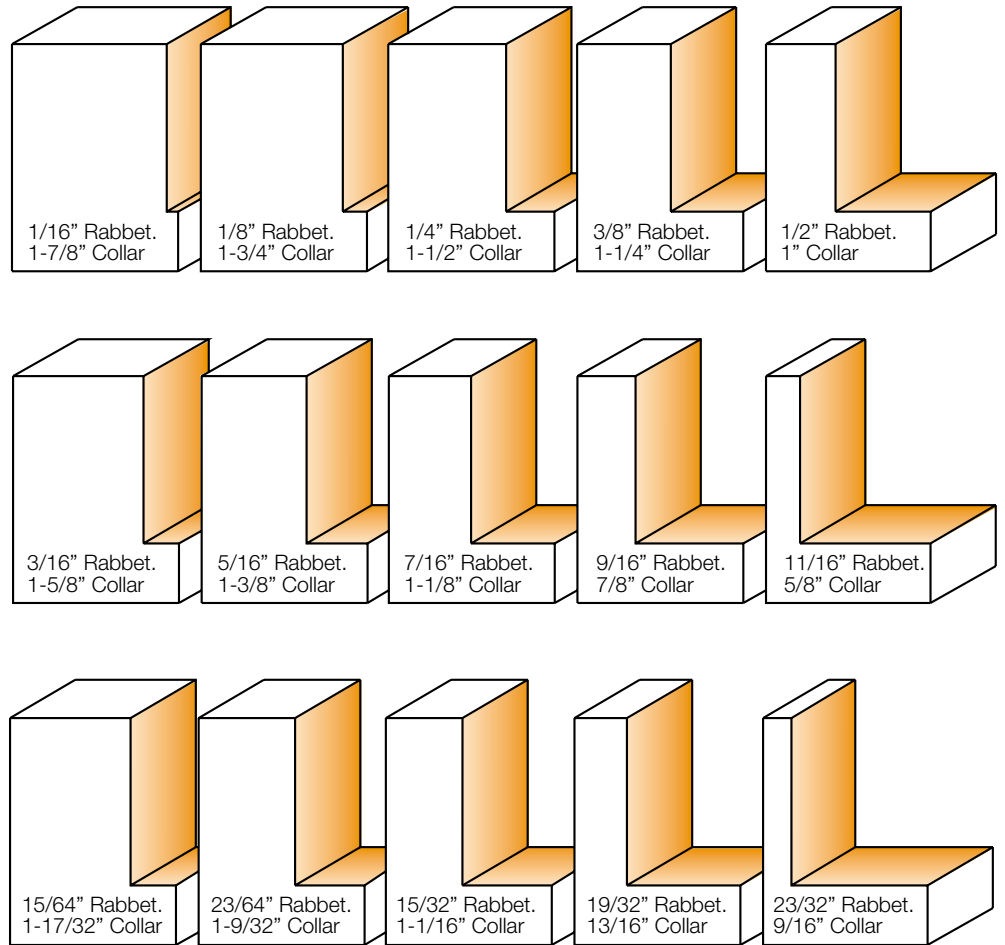 1/16” Rabbet.
1-7/8” Collar
1/8” Rabbet.
1-3/4” Collar
1/4” Rabbet.
1-1/2” Collar
3/8” Rabbet.
1-1/4” Collar
1/2” Rabbet.
1” Collar
3/16” Rabbet.
1-5/8” Collar
5/16” Rabbet.
1-3/8” Collar
7/16” Rabbet.
1-1/8” Collar
9/16” Rabbet.
7/8” Collar
11/16” Rabbet.
5/8” Collar
15/64” Rabbet.
1-17/32” Collar
23/64” Rabbet.
1-9/32” Collar
15/32” Rabbet.
1-1/16” Collar
19/32” Rabbet.
13/16” Collar
23/32” Rabbet.
9/16” Collar